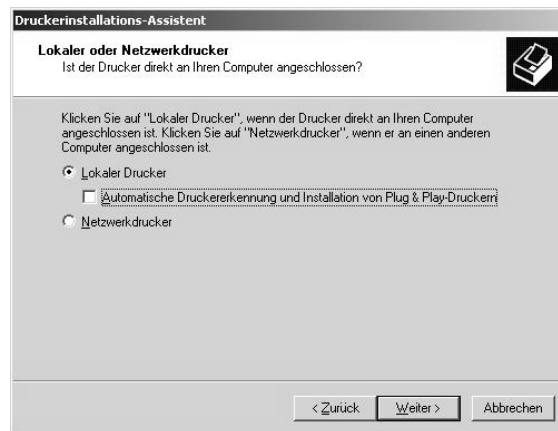 Druckerinstallations-Assistent
Lokaler oder Netzwerkdrucker
Ist der Drucker direkt an Ihren Computer angeschlossen?
Klicken Sie auf "Lokaler Drucker", wenn der Drucker direkt an Ihren Computer
angeschlossen ist. Klicken Sie auf "Netzwerkdrucker", wenn er an einen anderen
Computer angeschlossen ist.
Lokaler Drucker
Automatische Druckererkennung und Installation von Plug & Play-Druckern
Netzwerkdrucker
< Zurück Weiter > Abbrechen